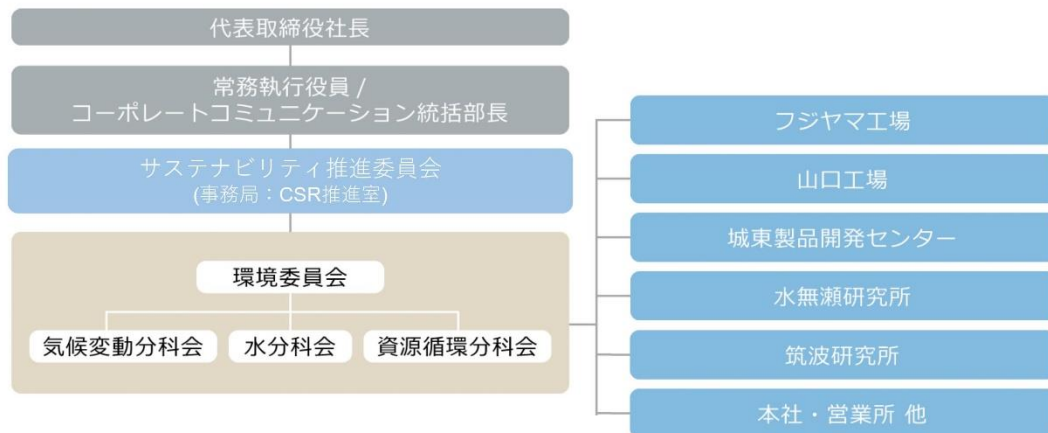 代表取締役社長
常務執行役員 /
コーポレートコミュニケーション統括部長
サステナビリティ推進委員会
(事務局：CSR推進室)
環境委員会
気候変動分科会
水分科会
資源循環分科会
フジヤマ工場
山口工場
城東製品開発センター
水無瀬研究所
筑波研究所
本社・営業所 他